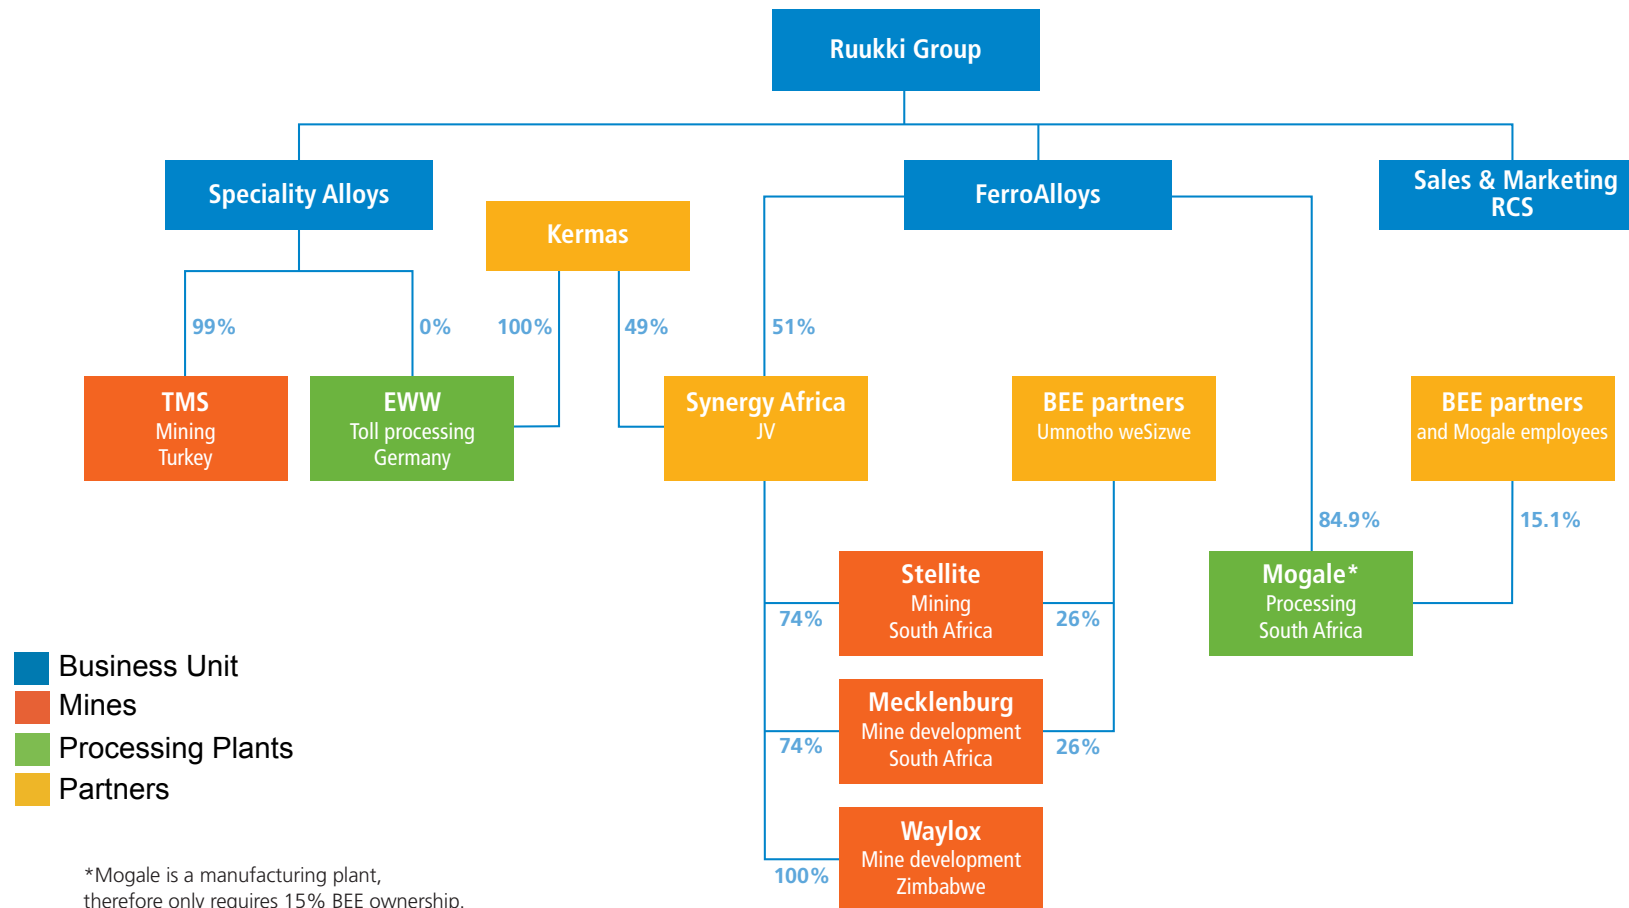 Ruukki Group
Speciality Alloys
Kermas
FerroAlloys
Sales & Marketing
RCS
99%
0%
100%
49%
51%
TMS
Mining
Turkey
EWW
Toll processing
Germany
Synergy Africa
JV
BEE partners
Umnotho weSizwe
BEE partners
and Mogale employees
84.9%
15.1%
Stellite
Mining
South Africa
74%
26%
Mogale*
Processing
South Africa
Mecklenburg
Mine development
South Africa
74%
26%
Waylox
Mine development
Zimbabwe
100%
Business Unit
Mines
Processing Plants
Partners
*Mogale is a manufacturing plant,
therefore only requires 15% BEE ownership.